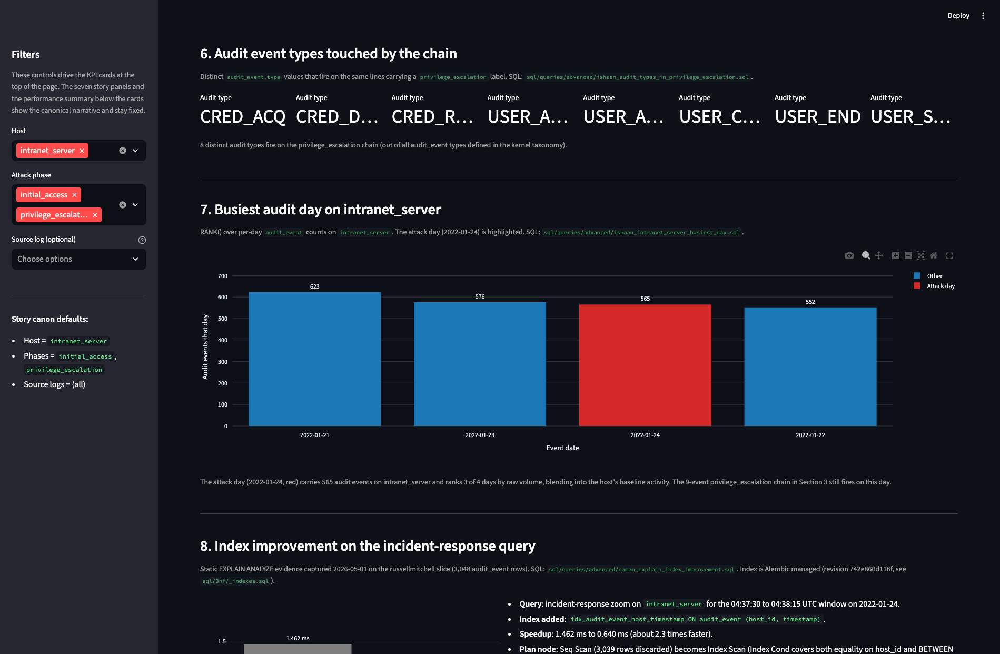 Deploy
Filters
These controls drive the KPI cards at the
top of the page. The seven story panels and
the performance summary below the cards
show the canonical narrative and stay fixed.
Host
intranet_server ×
Attack phase
initial_access ×
privilege_escalat... ×
Source log (optional)
?
Choose options
Story canon defaults:
• Host = intranet_server
• Phases = initial_access ,
privilege_escalation
• Source logs = (all)
6. Audit event types touched by the chain
Distinct audit_event.type values that fire on the same lines carrying a privilege_escalation label. SQL: sql/queries/advanced/ishaan_audit_types_in_privilege_escalation.sql .
Audit type Audit type Audit type Audit type Audit type Audit type Audit type Audit type
CRED_ACQ CRED_D... CRED_R... USER_A... USER_A... USER_C... USER_END USER_S...
8 distinct audit types fire on the privilege_escalation chain (out of all audit_event types defined in the kernel taxonomy).
7. Busiest audit day on intranet_server
RANK() over per-day audit_event counts on intranet_server . The attack day (2022-01-24) is highlighted. SQL: sql/queries/advanced/ishaan_intranet_server_busiest_day.sql .
Other
Attack day
Audit events that day
700
600
500
400
300
200
100
0
623
576
565
552
2022-01-21 2022-01-23 2022-01-24 2022-01-22
Event date
The attack day (2022-01-24, red) carries 565 audit events on intranet_server and ranks 3 of 4 days by raw volume, blending into the host's baseline activity. The 9-event privilege_escalation chain in Section 3 still fires on this day.
8. Index improvement on the incident-response query
Static EXPLAIN ANALYZE evidence captured 2026-05-01 on the russellmitchell slice (3,048 audit_event rows). SQL: sql/queries/advanced/naman_explain_index_improvement.sql . Index is Alembic managed (revision 742e860d116f, see
sql/3nf/_indexes.sql ).
1.5
1.462 ms
• Query: incident-response zoom on intranet_server for the 04:37:30 to 04:38:15 UTC window on 2022-01-24.
• Index added: idx_audit_event_host_timestamp ON audit_event (host_id, timestamp) .
• Speedup: 1.462 ms to 0.640 ms (about 2.3 times faster).
• Plan node: Seq Scan (3,039 rows discarded) becomes Index Scan (Index Cond covers both equality on host_id and BETWEEN